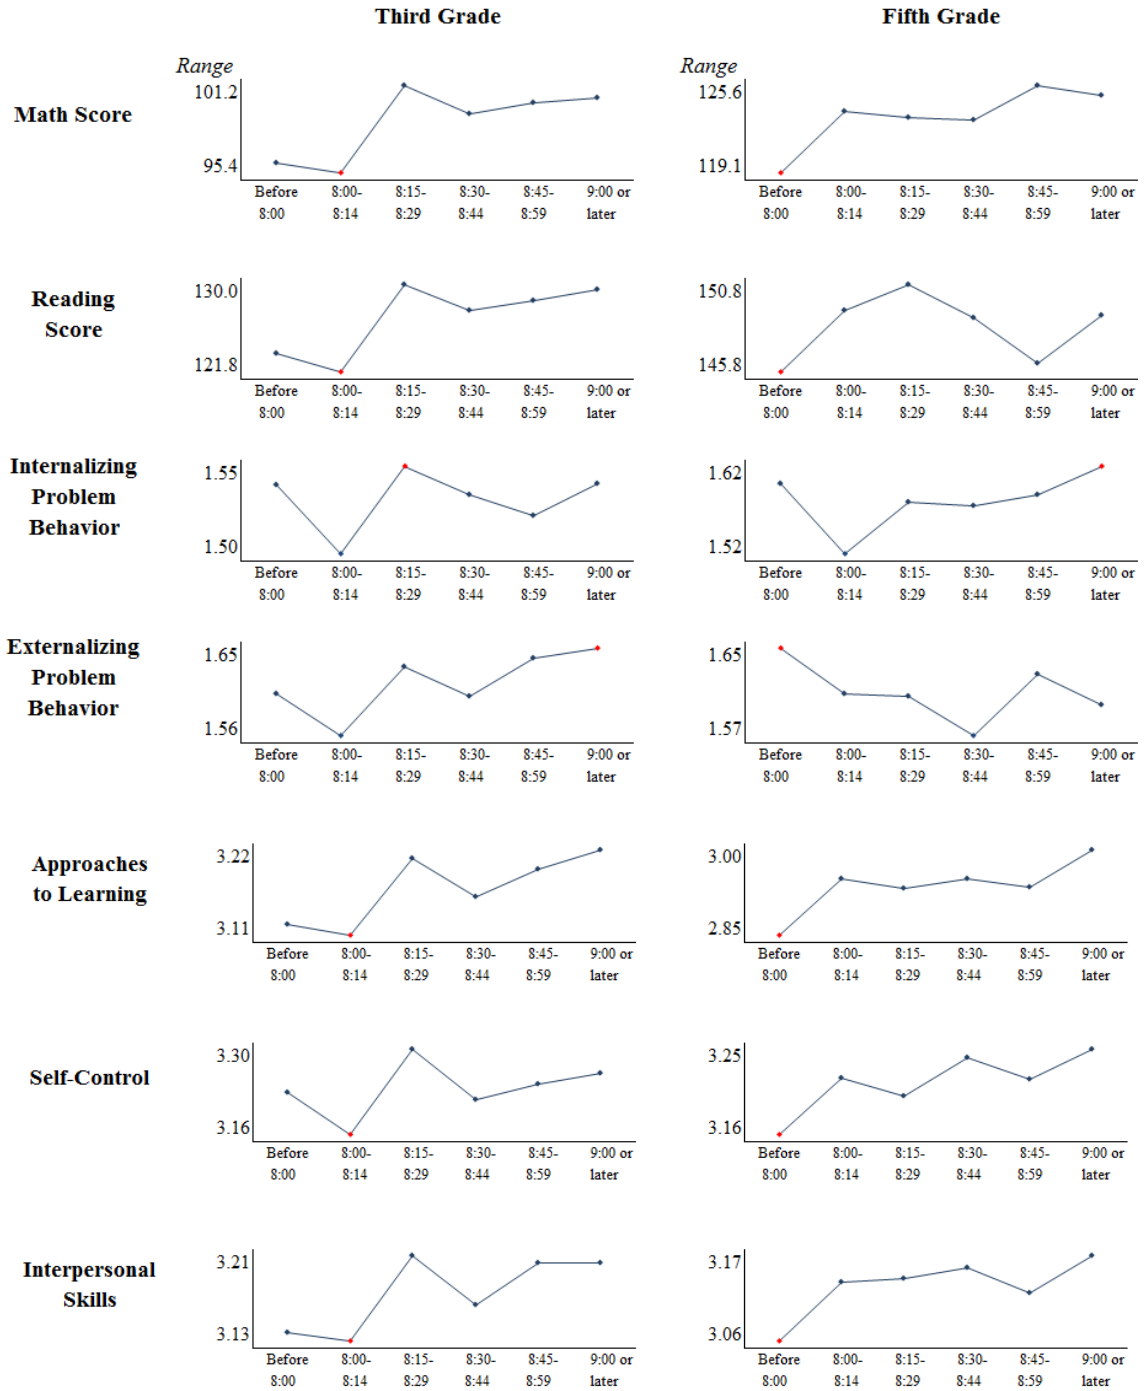 Third Grade Fifth Grade
Range Range
Math Score
101.2 125.6
95.4 119.1
Before 8:00- 8:15- 8:30- 8:45- 9:00 or Before 8:00- 8:15- 8:30- 8:45- 9:00 or
8:00 8:14 8:29 8:44 8:59 later 8:00 8:14 8:29 8:44 8:59 later
Reading
Score
130.0 150.8
121.8 145.8
Before 8:00- 8:15- 8:30- 8:45- 9:00 or Before 8:00- 8:15- 8:30- 8:45- 9:00 or
8:00 8:14 8:29 8:44 8:59 later 8:00 8:14 8:29 8:44 8:59 later
Internalizing
Problem
Behavior
1.55 1.62
1.50 1.52
Before 8:00- 8:15- 8:30- 8:45- 9:00 or Before 8:00- 8:15- 8:30- 8:45- 9:00 or
8:00 8:14 8:29 8:44 8:59 later 8:00 8:14 8:29 8:44 8:59 later
Externalizing
Problem
Behavior
1.65 1.65
1.56 1.57
Before 8:00- 8:15- 8:30- 8:45- 9:00 or Before 8:00- 8:15- 8:30- 8:45- 9:00 or
8:00 8:14 8:29 8:44 8:59 later 8:00 8:14 8:29 8:44 8:59 later
Approaches
to Learning
3.22 3.00
3.11 2.85
Before 8:00- 8:15- 8:30- 8:45- 9:00 or Before 8:00- 8:15- 8:30- 8:45- 9:00 or
8:00 8:14 8:29 8:44 8:59 later 8:00 8:14 8:29 8:44 8:59 later
Self-Control
3.30 3.25
3.16 3.16
Before 8:00- 8:15- 8:30- 8:45- 9:00 or Before 8:00- 8:15- 8:30- 8:45- 9:00 or
8:00 8:14 8:29 8:44 8:59 later 8:00 8:14 8:29 8:44 8:59 later
Interpersonal
Skills
3.21 3.17
3.13 3.06
Before 8:00- 8:15- 8:30- 8:45- 9:00 or Before 8:00- 8:15- 8:30- 8:45- 9:00 or
8:00 8:14 8:29 8:44 8:59 later 8:00 8:14 8:29 8:44 8:59 later